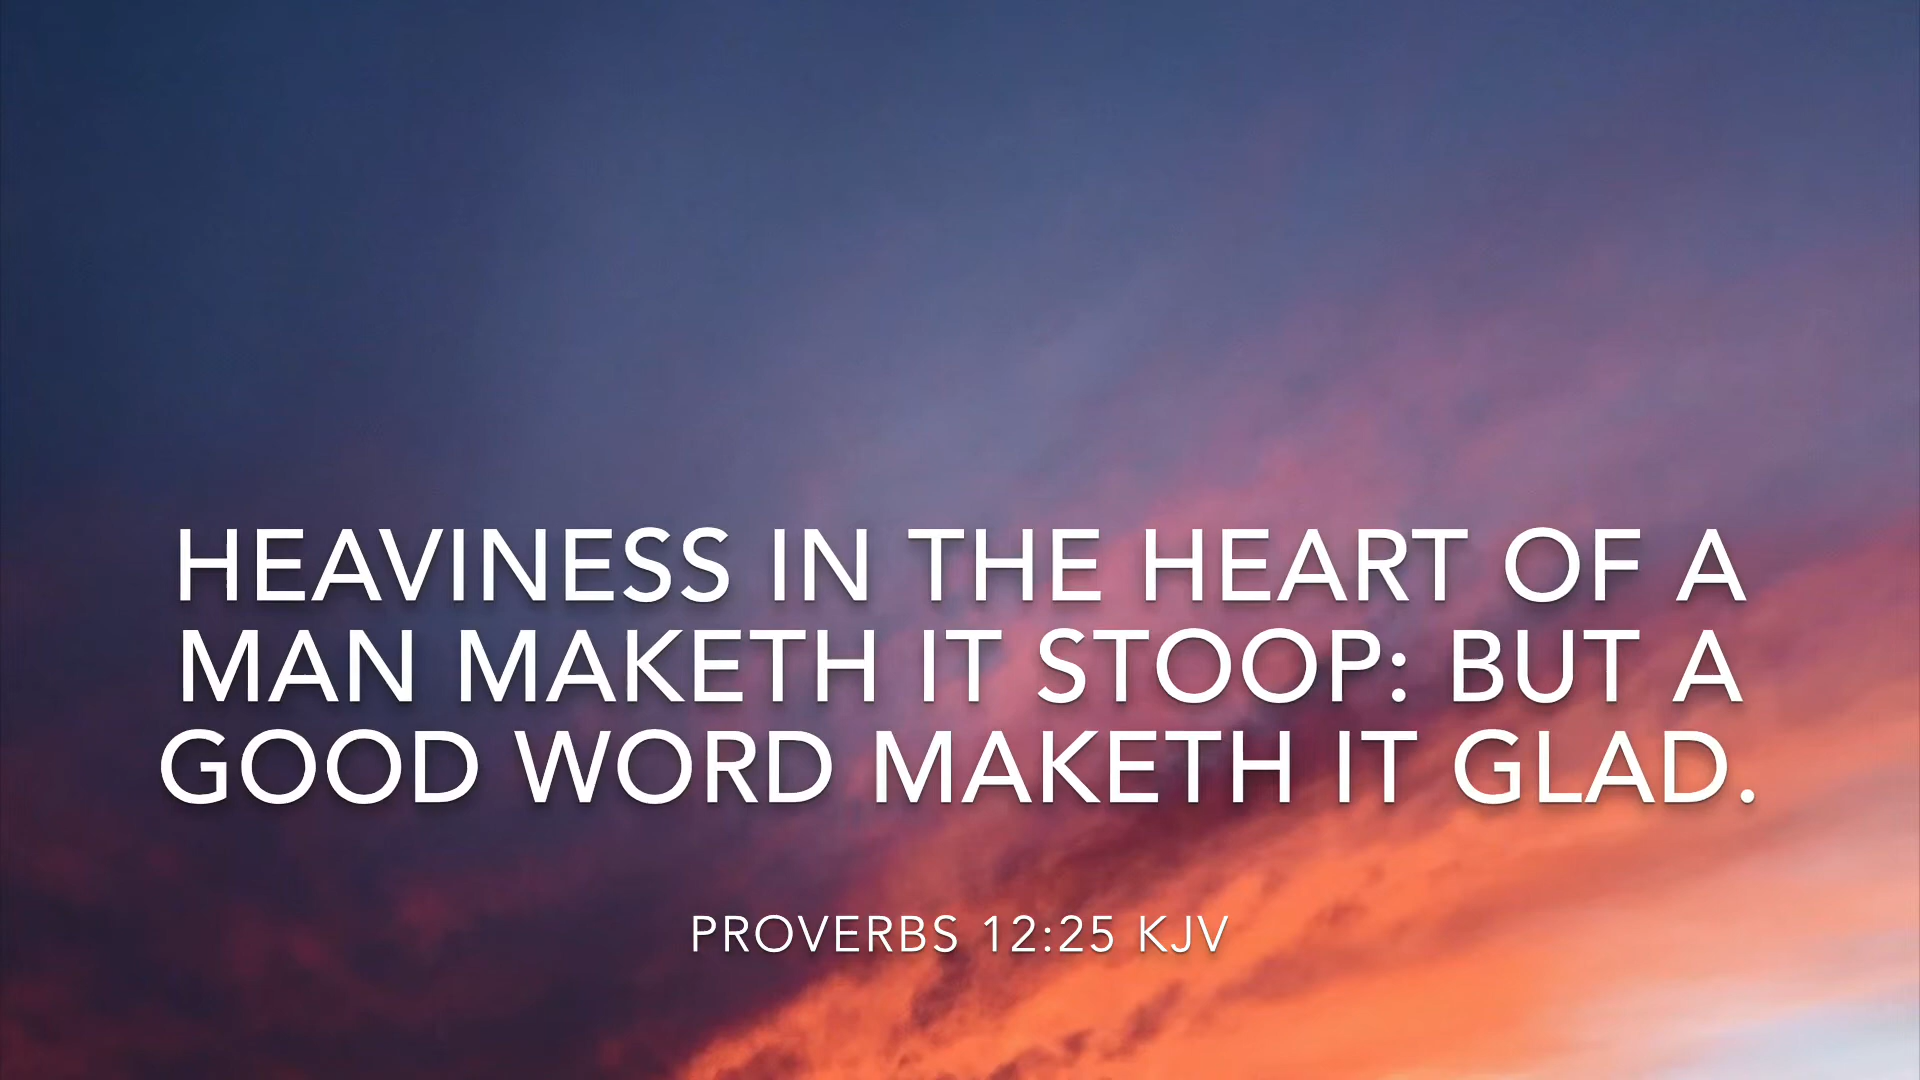 HEAVINESS IN THE HEART OF A
MAN MAKETH IT STOOP: BUT A
GOOD WORD MAKETH IT GLAD.
PROVERBS 12:25 KJV